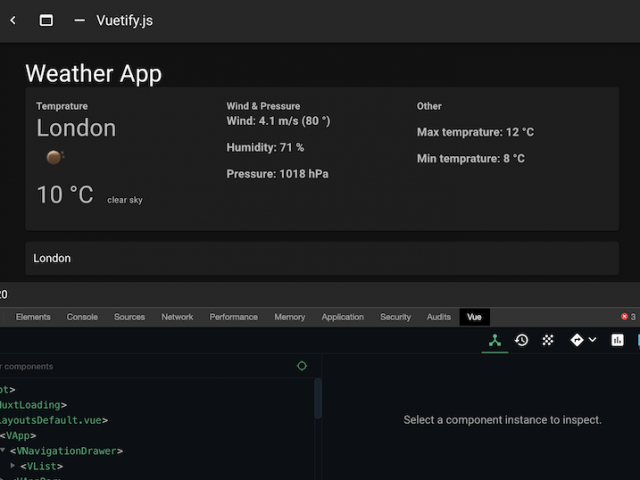 Vuetify.js
Weather App
Temprature
London
10 °C clear sky
Wind & Pressure
Wind: 4.1 m/s (80 °)
Humidity: 71 %
Pressure: 1018 hPa
Other
Max temprature: 12 °C
Min temprature: 8 °C
London
20
Elements Console Sources Network Performance Memory Application Security Audits Vue 3
components
Select a component instance to inspect.
ot>
NuxtLoading>
LayoutsDefault.vue>
<VApp>
<VNavigationDrawer>
<VList>